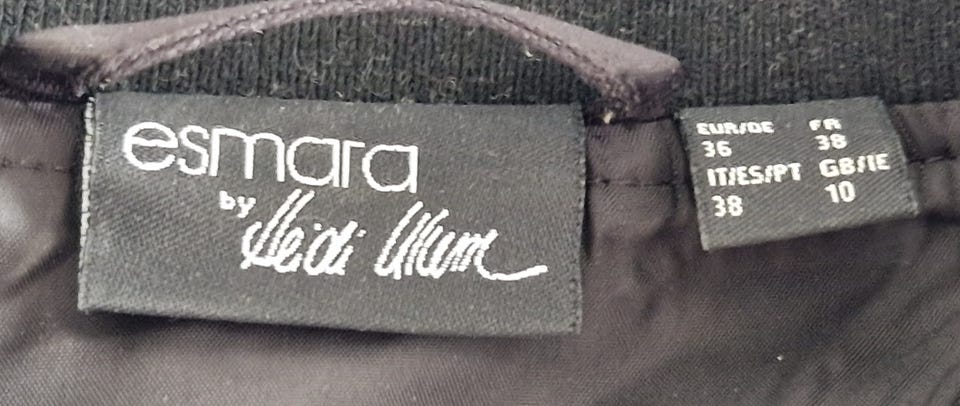 esmara
by Heidi Klum
EUR/DE FR
36 38
IT/ES/PT GB/IE
38 10